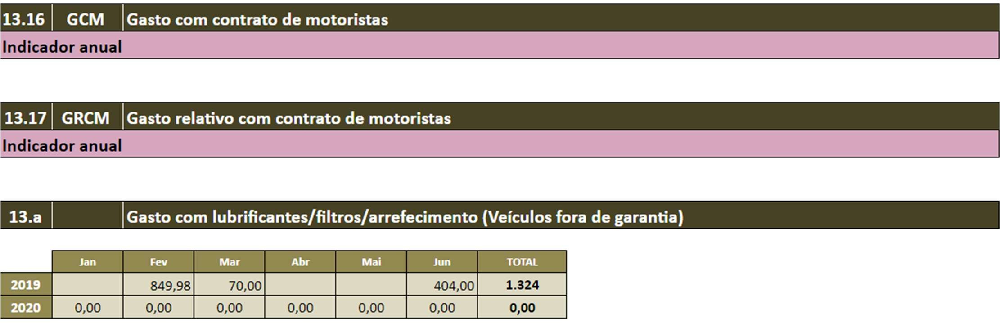 13.16 GCM Gasto com contrato de motoristas
Indicador anual
13.17 GRCM Gasto relativo com contrato de motoristas
Indicador anual
13.a Gasto com lubrificantes/filtros/arrefecimento (Veículos fora de garantia)
Jan Fev Mar Abr Mai Jun TOTAL
2019 849,98 70,00 404,00 1.324
2020 0,00 0,00 0,00 0,00 0,00 0,00 0,00